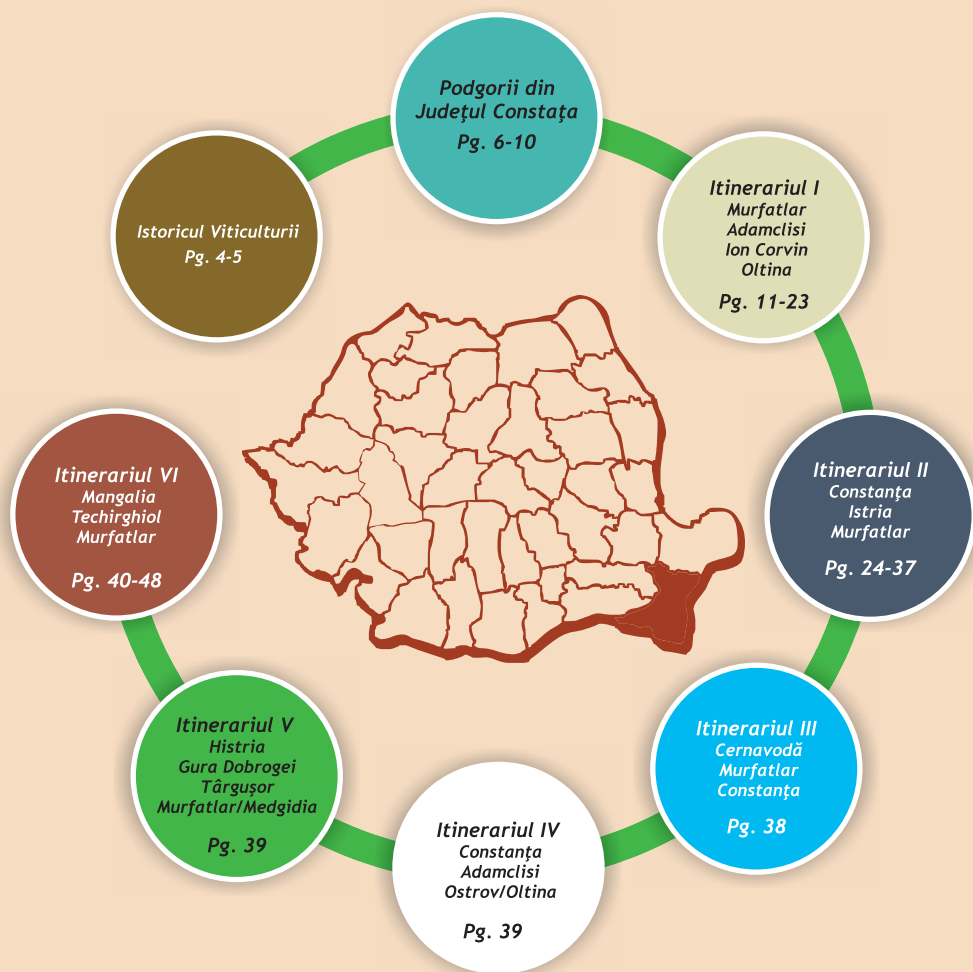 Istoricul Viticulturii
Pg. 4-5
Podgorii din
Judeţul Constaţa
Pg. 6-10
Itinerariul I
Murfatlar
Adamclisi
Ion Corvin
Oltina
Pg. 11-23
Itinerariul II
Constanţa
Istria
Murfatlar
Pg. 24-37
Itinerariul III
Cernavodă
Murfatlar
Constanţa
Pg. 38
Itinerariul IV
Constanţa
Adamclisi
Ostrov/Oltina
Pg. 39
Itinerariul V
Histria
Gura Dobrogei
Târguşor
Murfatlar/Medgidia
Pg. 39
Itinerariul VI
Mangalia
Techirghiol
Murfatlar
Pg. 40-48